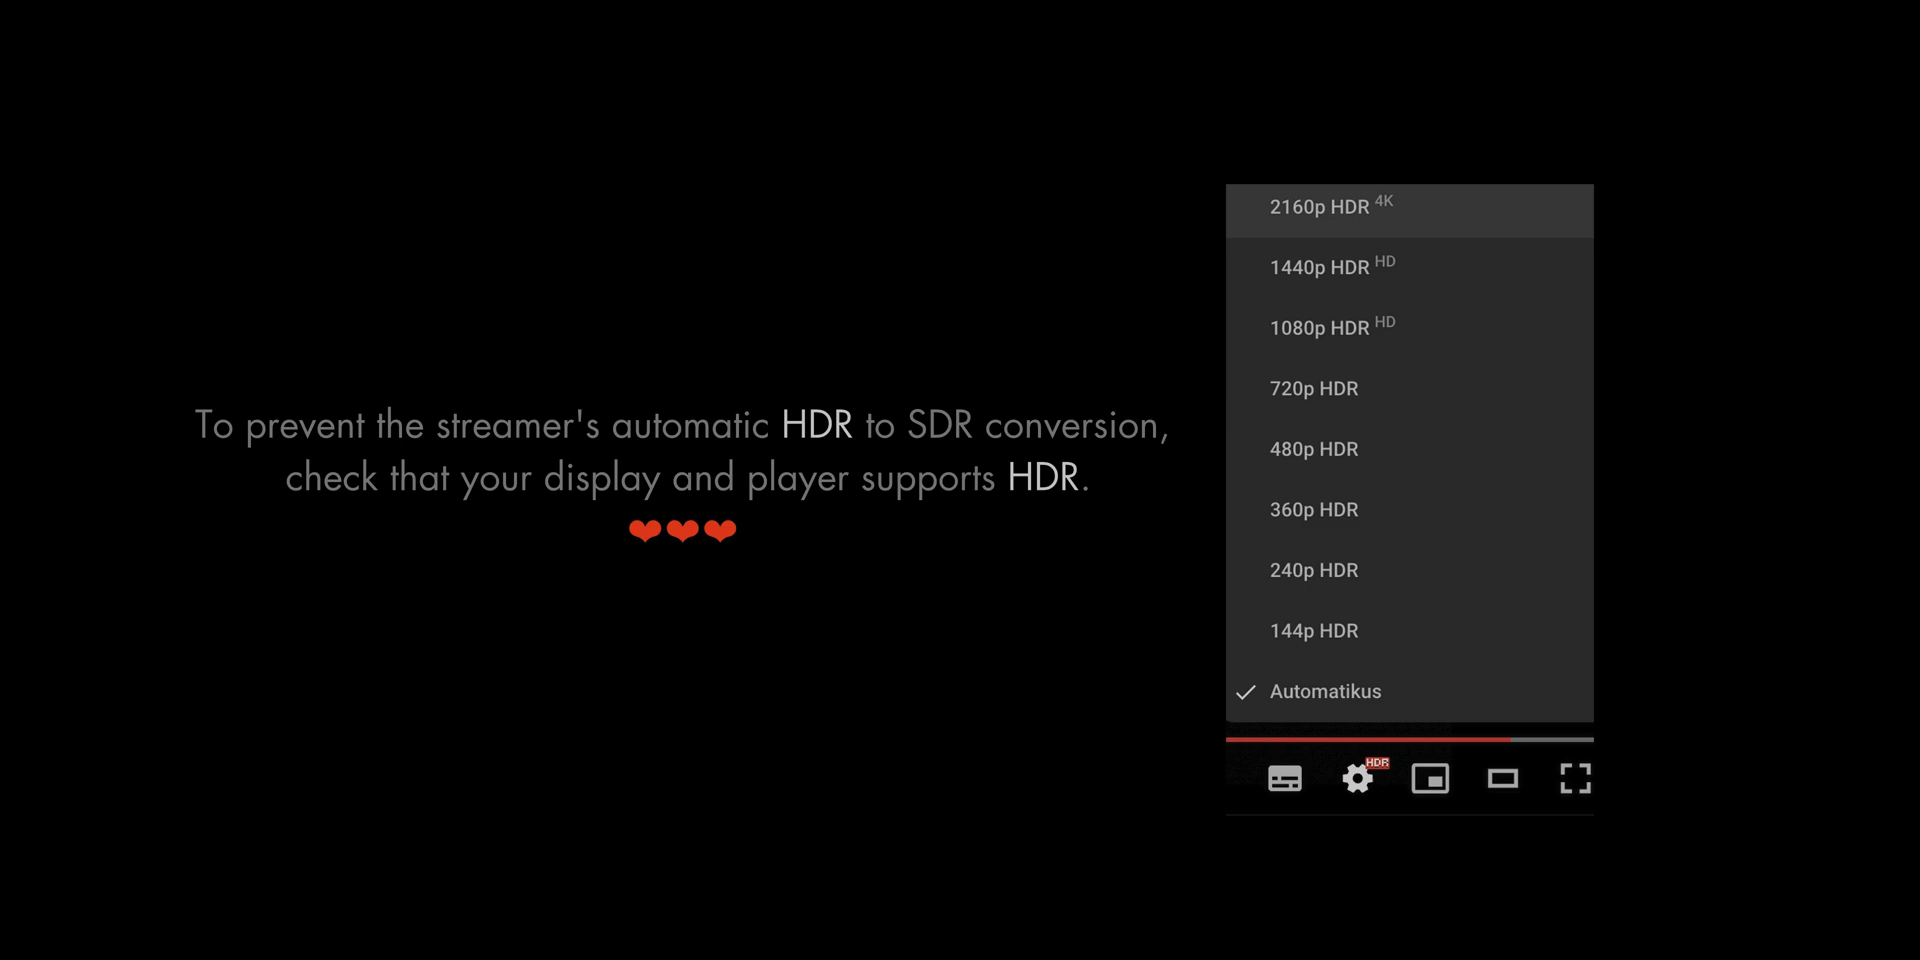 To prevent the streamer's automatic HDR to SDR conversion,
check that your display and player supports HDR.
❤❤❤
2160p HDR 4K
1440p HDR HD
1080p HDR HD
720p HDR
480p HDR
360p HDR
240p HDR
144p HDR
Automatikus
HDR